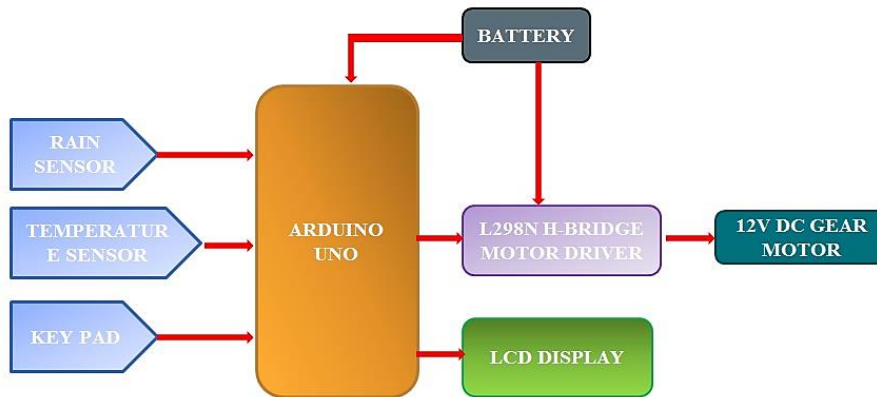 BATTERY
RAIN
SENSOR
TEMPERATUR
E SENSOR
KEY PAD
ARDUINO
UNO
L298N H-BRIDGE
MOTOR DRIVER
12V DC GEAR
MOTOR
LCD DISPLAY